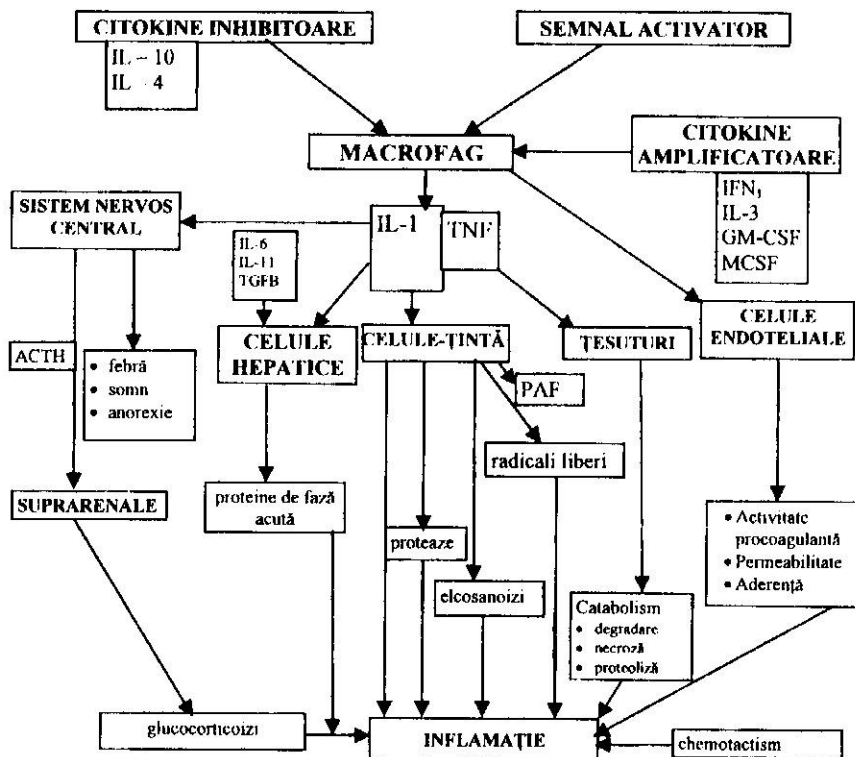 CITOKINE INHIBITOARE
SEMNAL ACTIVATOR
IL – 10
IL – 4
MACROFAG
CITOKINE
AMPLIFICATOARE
IFN
IL-3
GM-CSF
MCSF
SISTEM NERVOS
CENTRAL
IL-1
TNF
IL-6
IL-11
TGFB
ACTH
• febră
• somn
• anorexie
CELULE
HEPATICE
CELULE-ȚINTĂ
ȚESUTURI
CELULE
ENDOTELIALE
PAF
radicali liberi
SUPRARENALE
proteine de fază
acută
proteaze
elcosanoizi
Catabolism
• degradare
• necroză
• proteoliză
• Activitate
procoagulantă
• Permeabilitate
• Aderență
glucocorticoizi
INFLAMAȚIE
chemotactism